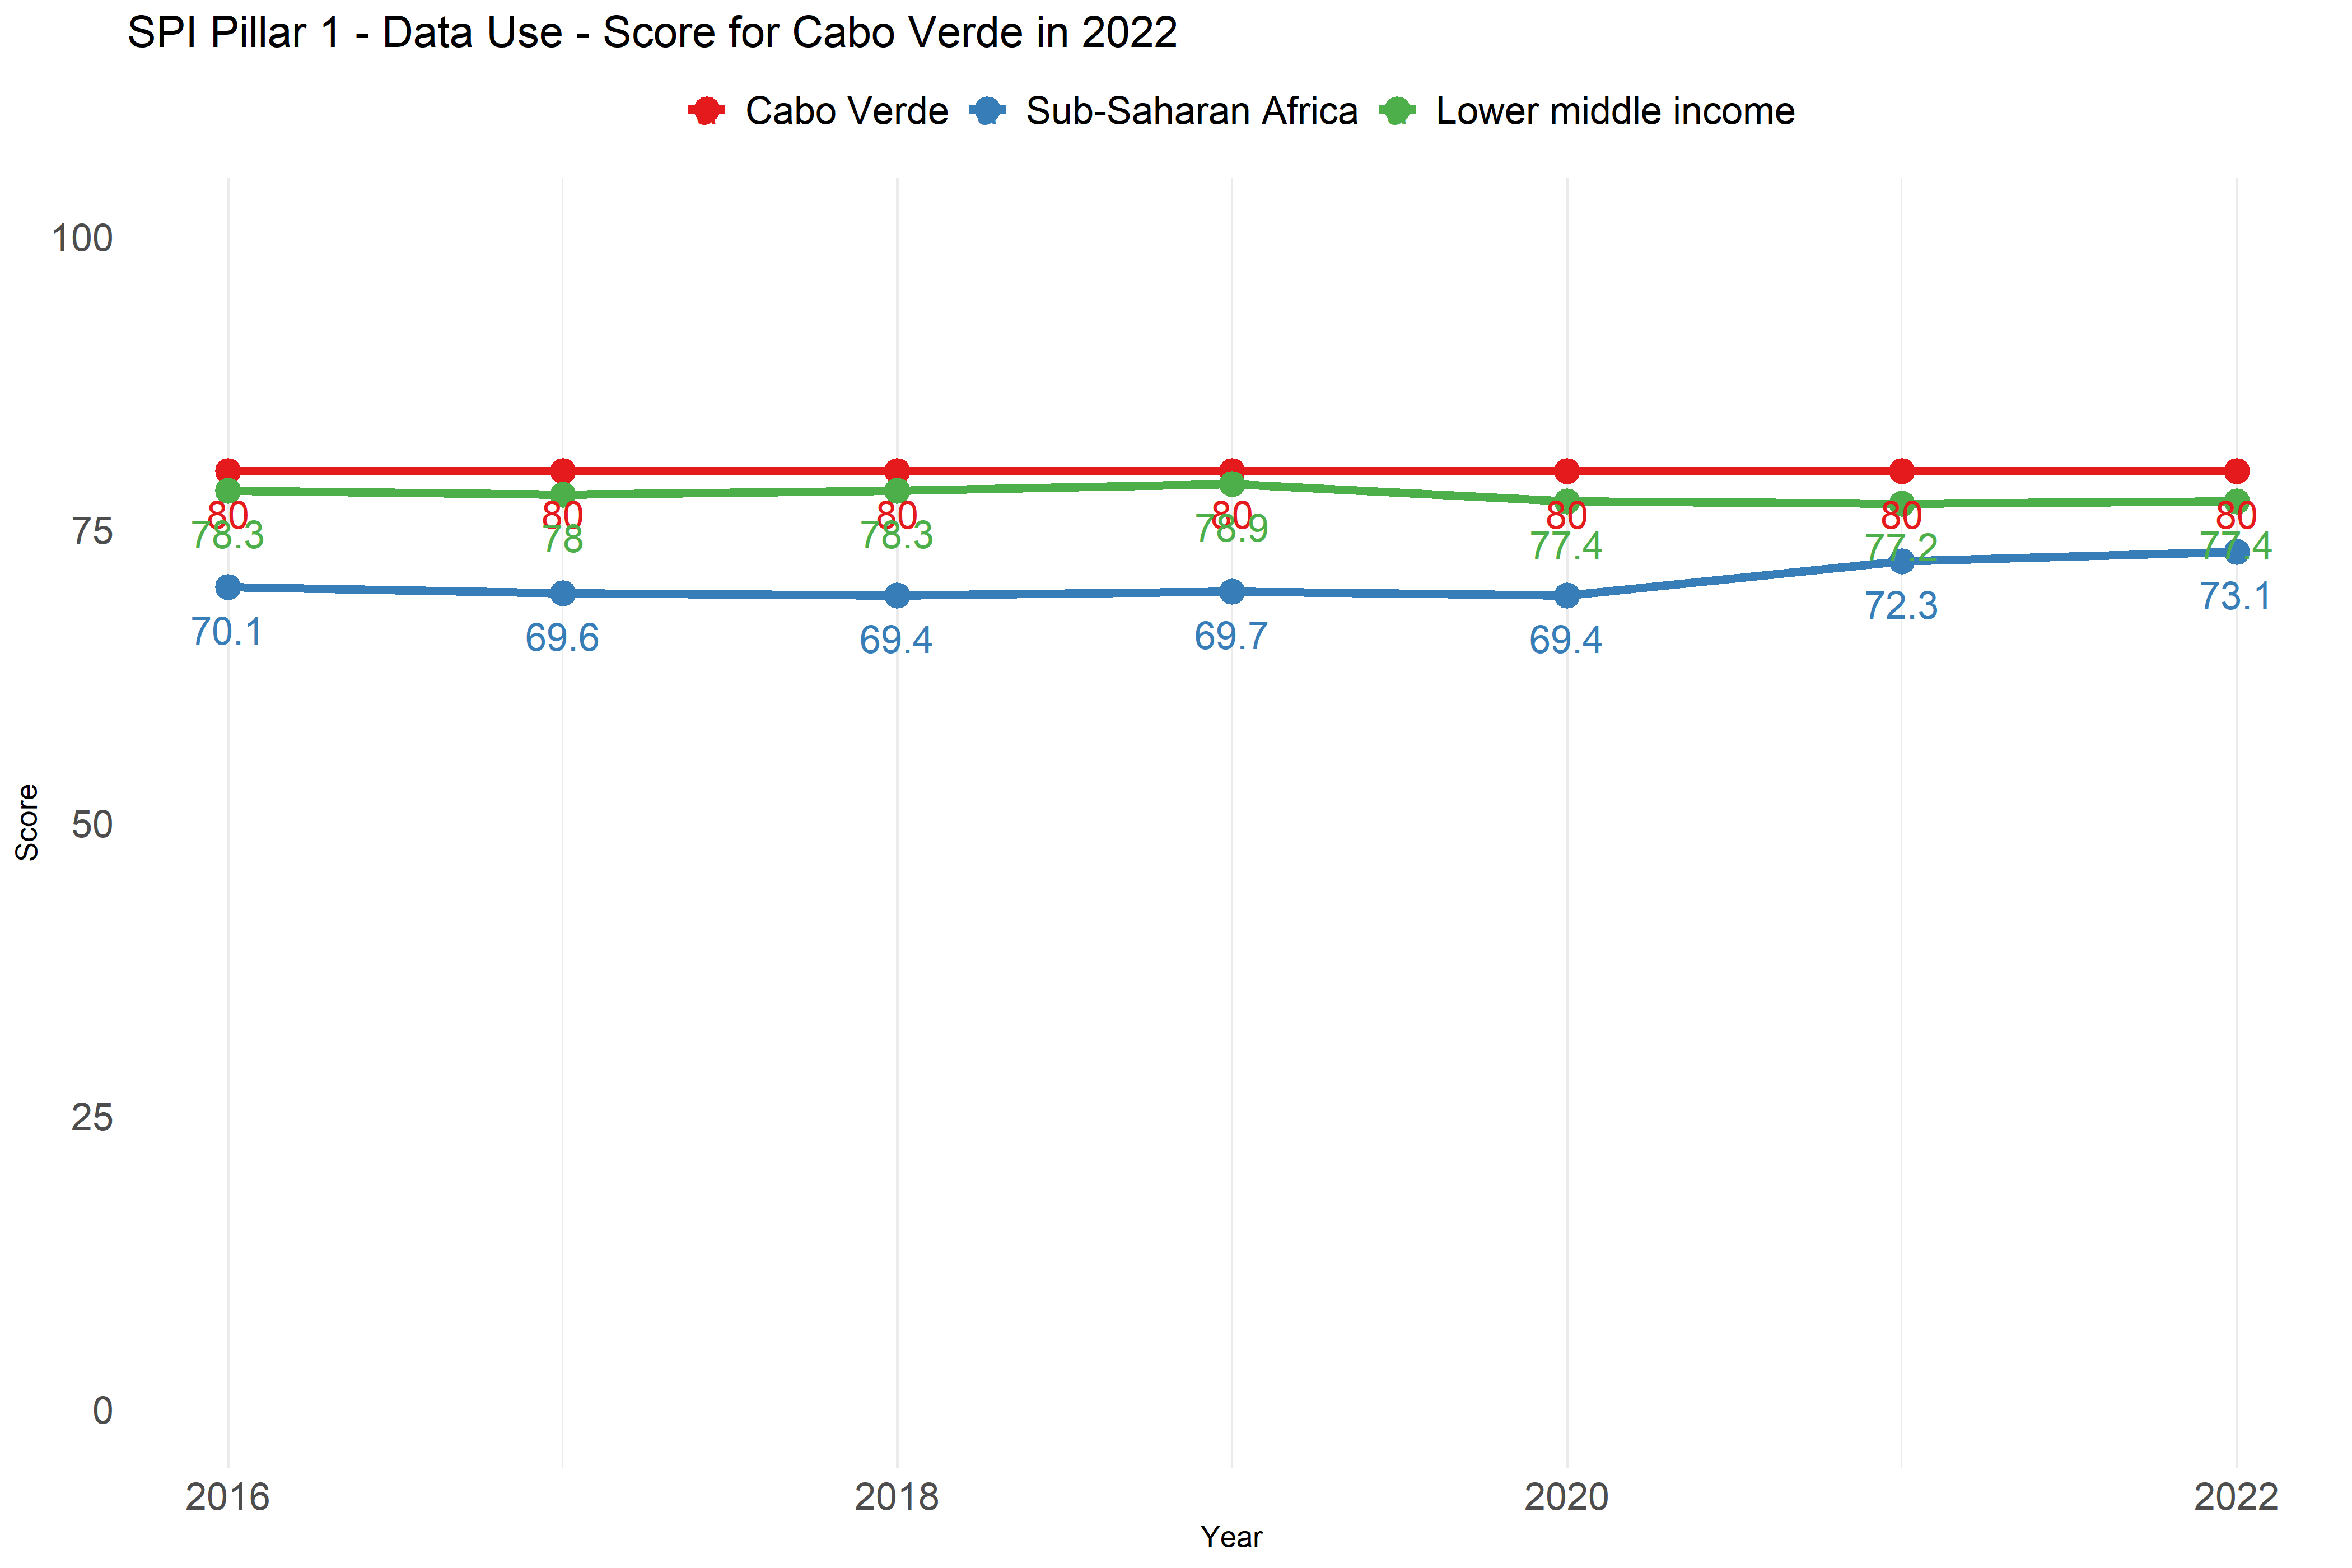 SPI Pillar 1 - Data Use - Score for Cabo Verde in 2022
Cabo Verde Sub-Saharan Africa Lower middle income
100
75
50
25
0
Score
80 80 80 80 80 80 80
78.3 78 78.3 78.9 77.4 77.2 77.4
70.1 69.6 69.4 69.7 69.4 72.3 73.1
2016 2018 2020 2022
Year